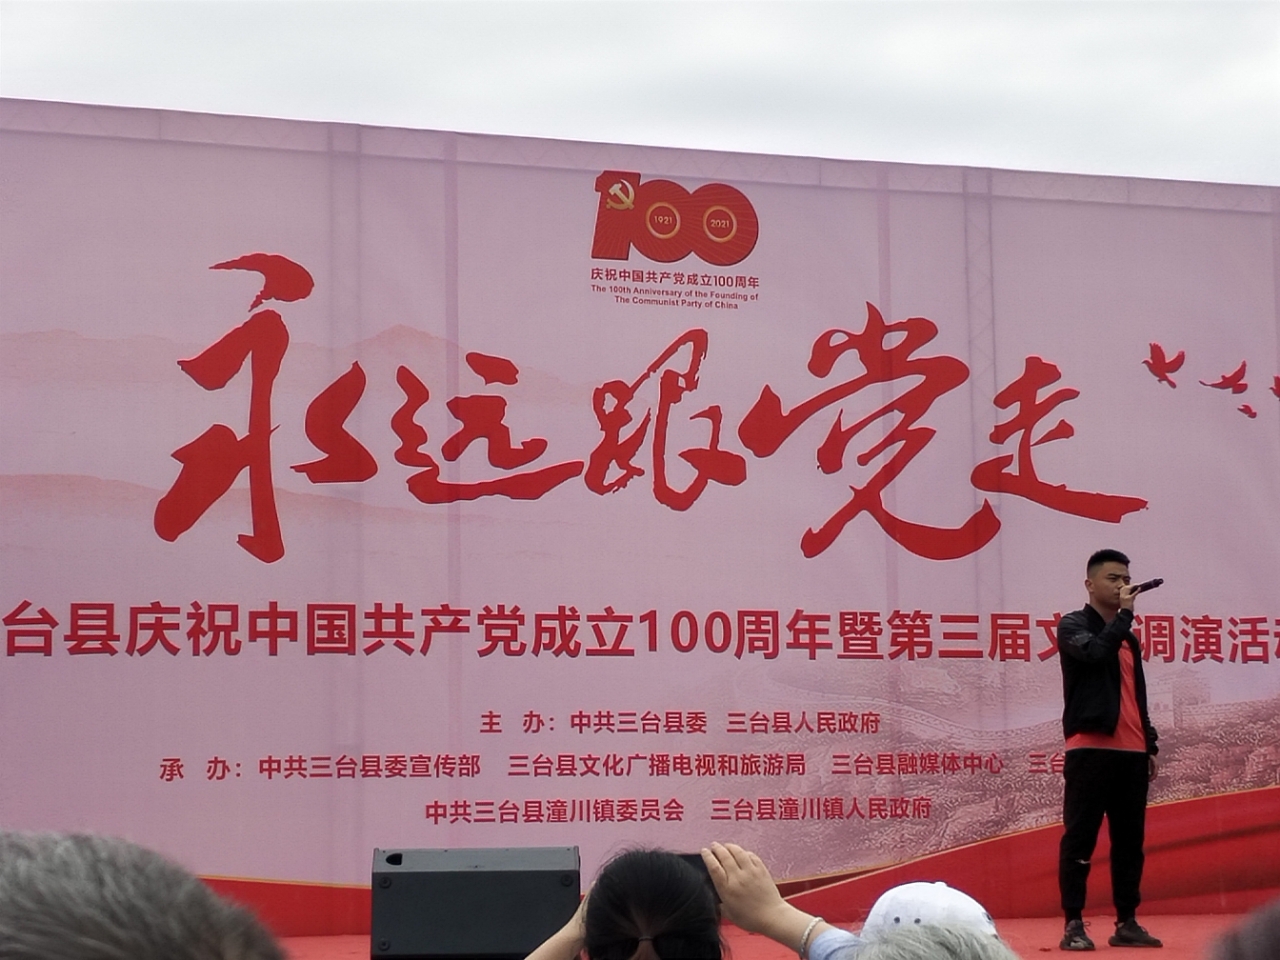 100
1921 2021
庆祝中国共产党成立100周年
The 100th Anniversary of the Founding of
The Communist Party of China
永远跟党走
台县庆祝中国共产党成立100周年暨第三届文 调演活动
主 办：中共三台县委 三台县人民政府
承 办：中共三台县委宣传部 三台县文化广播电视和旅游局 三台县融媒体中心 三台
中共三台县潼川镇委员会 三台县潼川镇人民政府